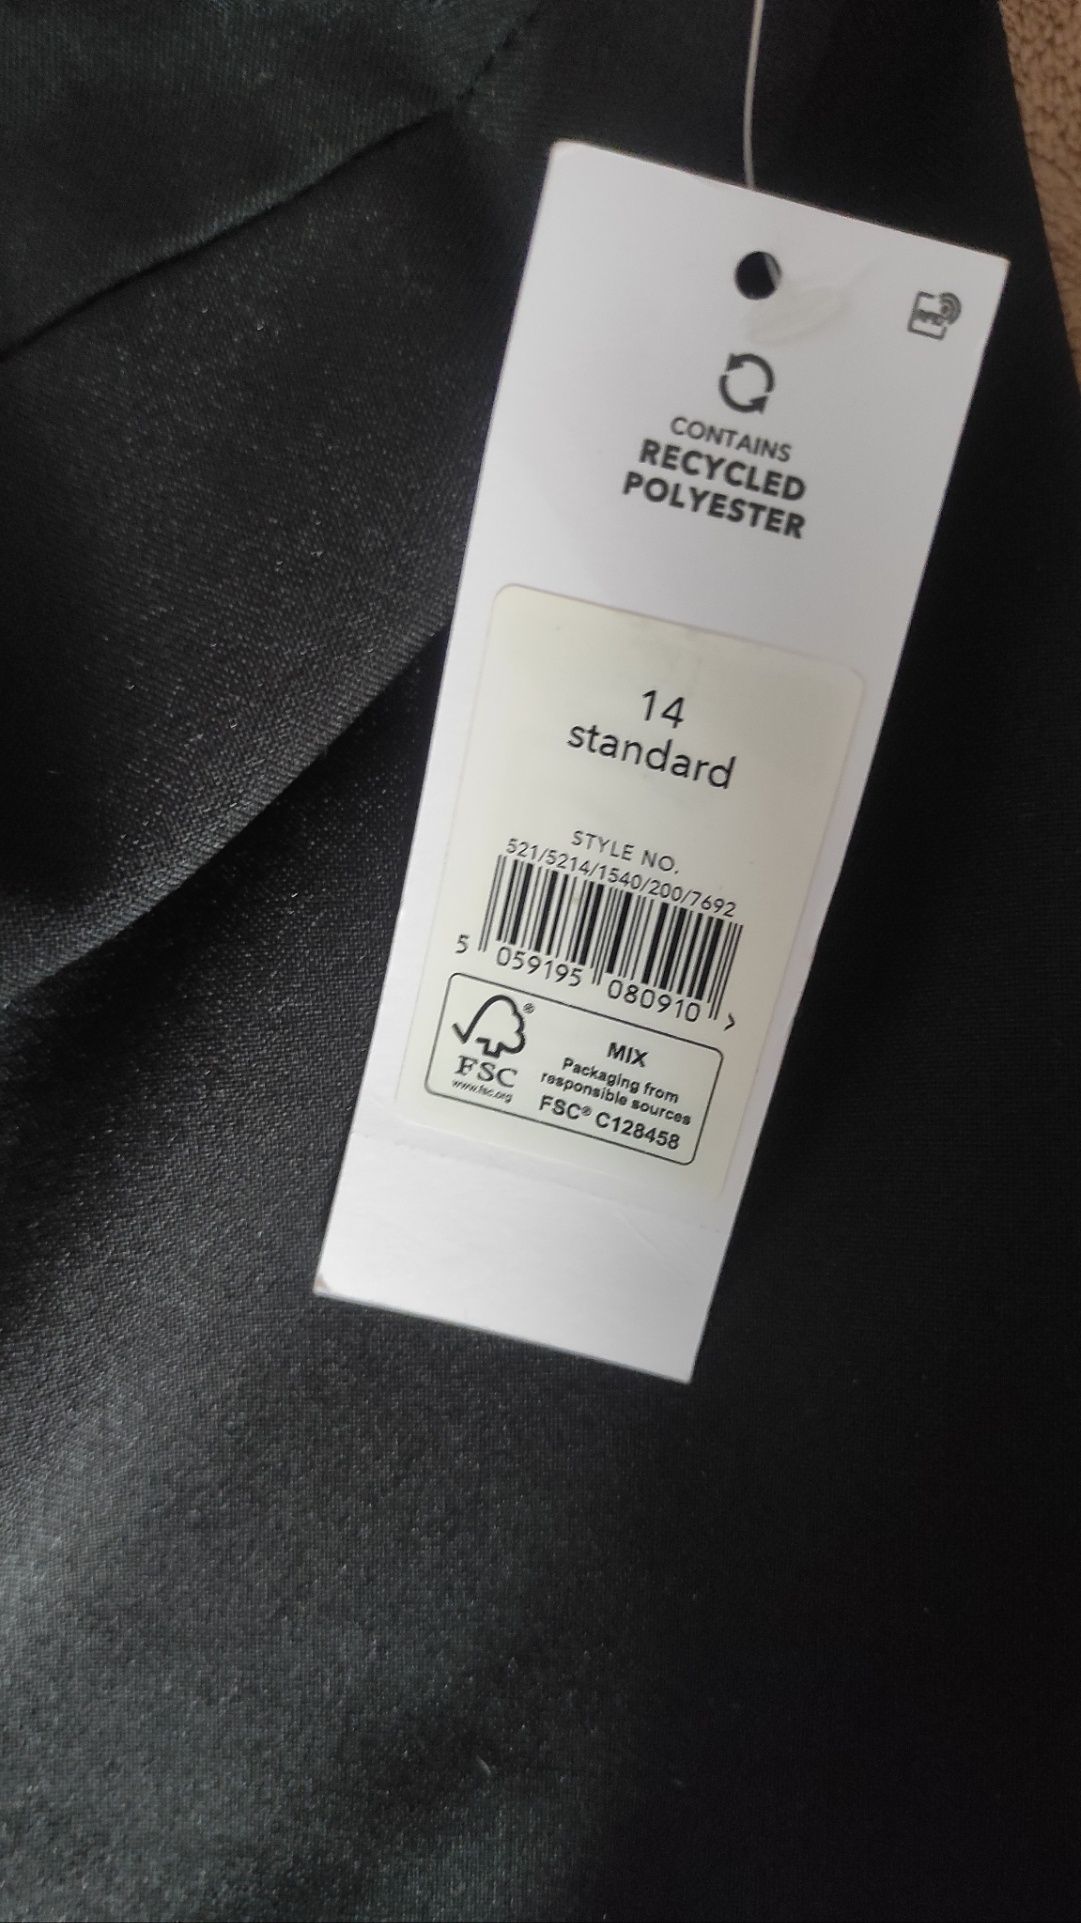 RFID
CONTAINS
RECYCLED
POLYESTER
14
standard
STYLE NO.
521/5214/1540/200/7692
5 059195 080910 >
FSC®
www.fsc.org
MIX
Packaging from
responsible sources
FSC® C128458